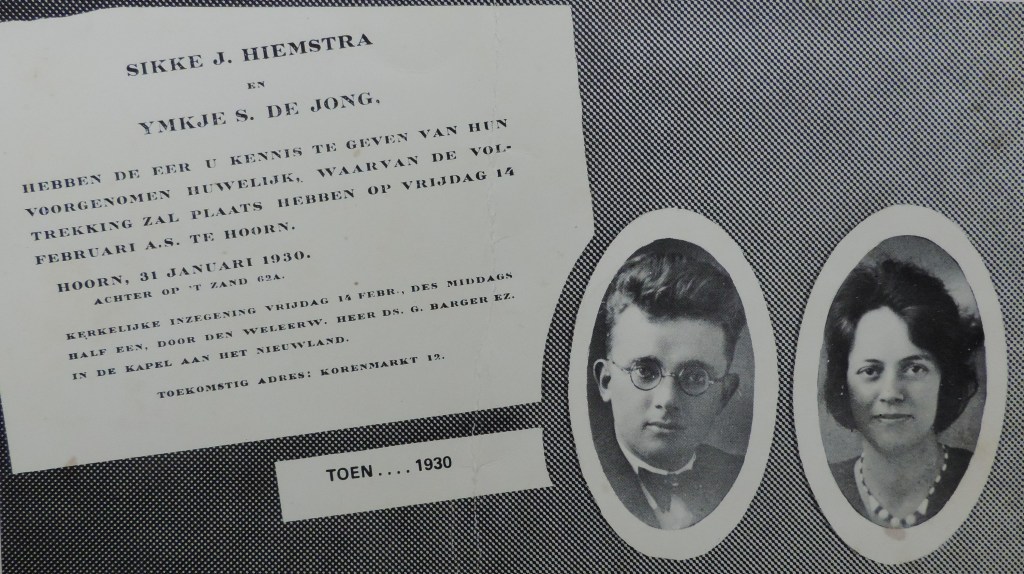 SIKKE J. HIEMSTRA
EN
YMKJE S. DE JONG,
HEBBEN DE EER U KENNIS TE GEVEN VAN HUN
VOORGENOMEN HUWELIJK, WAARVAN DE VOL-
TREKKING ZAL PLAATS HEBBEN OP VRIJDAG 14
FEBRUARI A.S. TE HOORN.
HOORN, 31 JANUARI 1930.
ACHTER OP 'T ZAND 62A.
KERKELIJKE INZEGENING VRIJDAG 14 FEBR., DES MIDDAGS
HALF EEN, DOOR DEN WELEERW. HEER DS. G. BARGER EZ.
IN DE KAPEL AAN HET NIEUWLAND.
TOEKOMSTIG ADRES: KORENMARKT 12.
TOEN .... 1930